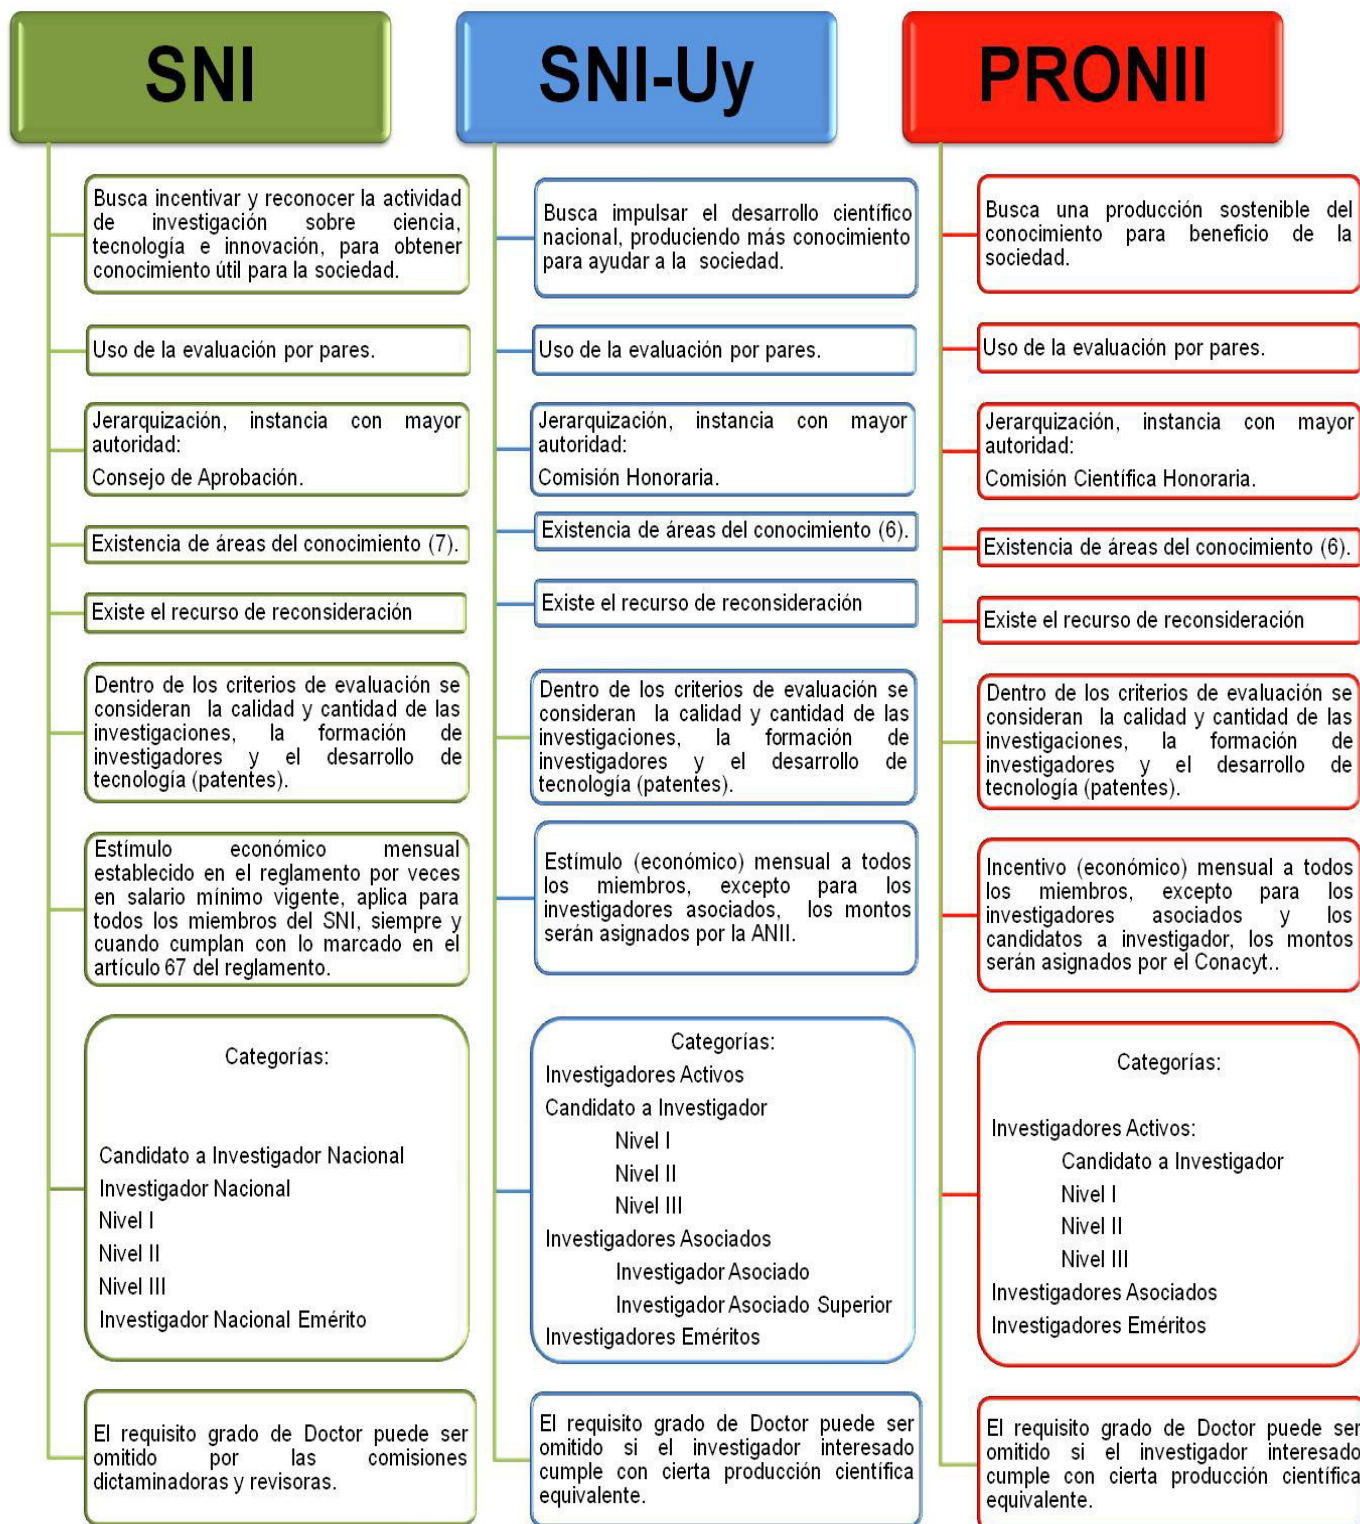 SNI
Busca incentivar y reconocer la actividad
de investigación sobre ciencia,
tecnología e innovación, para obtener
conocimiento útil para la sociedad.
Uso de la evaluación por pares.
Jerarquización, instancia con mayor
autoridad:
Consejo de Aprobación.
Existencia de áreas del conocimiento (7).
Existe el recurso de reconsideración
Dentro de los criterios de evaluación se
consideran la calidad y cantidad de las
investigaciones, la formación de
investigadores y el desarrollo de
tecnología (patentes).
Estímulo económico mensual
establecido en el reglamento por veces
en salario mínimo vigente, aplica para
todos los miembros del SNI, siempre y
cuando cumplan con lo marcado en el
artículo 67 del reglamento.
Categorías:
Candidato a Investigador Nacional
Investigador Nacional
Nivel I
Nivel II
Nivel III
Investigador Nacional Emérito
El requisito grado de Doctor puede ser
omitido por las comisiones
dictaminadoras y revisoras.
SNI-Uy
Busca impulsar el desarrollo científico
nacional, produciendo más conocimiento
para ayudar a la sociedad.
Uso de la evaluación por pares.
Jerarquización, instancia con mayor
autoridad:
Comisión Honoraria.
Existencia de áreas del conocimiento (6).
Existe el recurso de reconsideración
Dentro de los criterios de evaluación se
consideran la calidad y cantidad de las
investigaciones, la formación de
investigadores y el desarrollo de
tecnología (patentes).
Estímulo (económico) mensual a todos
los miembros, excepto para los
investigadores asociados, los montos
serán asignados por la ANII.
Categorías:
Investigadores Activos
Candidato a Investigador
Nivel I
Nivel II
Nivel III
Investigadores Asociados
Investigador Asociado
Investigador Asociado Superior
Investigadores Eméritos
El requisito grado de Doctor puede ser
omitido si el investigador interesado
cumple con cierta producción científica
equivalente.
PRONII
Busca una producción sostenible del
conocimiento para beneficio de la
sociedad.
Uso de la evaluación por pares.
Jerarquización, instancia con mayor
autoridad:
Comisión Científica Honoraria.
Existencia de áreas del conocimiento (6).
Existe el recurso de reconsideración
Dentro de los criterios de evaluación se
consideran la calidad y cantidad de las
investigaciones, la formación de
investigadores y el desarrollo de
tecnología (patentes).
Incentivo (económico) mensual a todos
los miembros, excepto para los
investigadores asociados y los
candidatos a investigador, los montos
serán asignados por el Conacyt..
Categorías:
Investigadores Activos:
Candidato a Investigador
Nivel I
Nivel II
Nivel III
Investigadores Asociados
Investigadores Eméritos
El requisito grado de Doctor puede ser
omitido si el investigador interesado
cumple con cierta producción científica
equivalente.